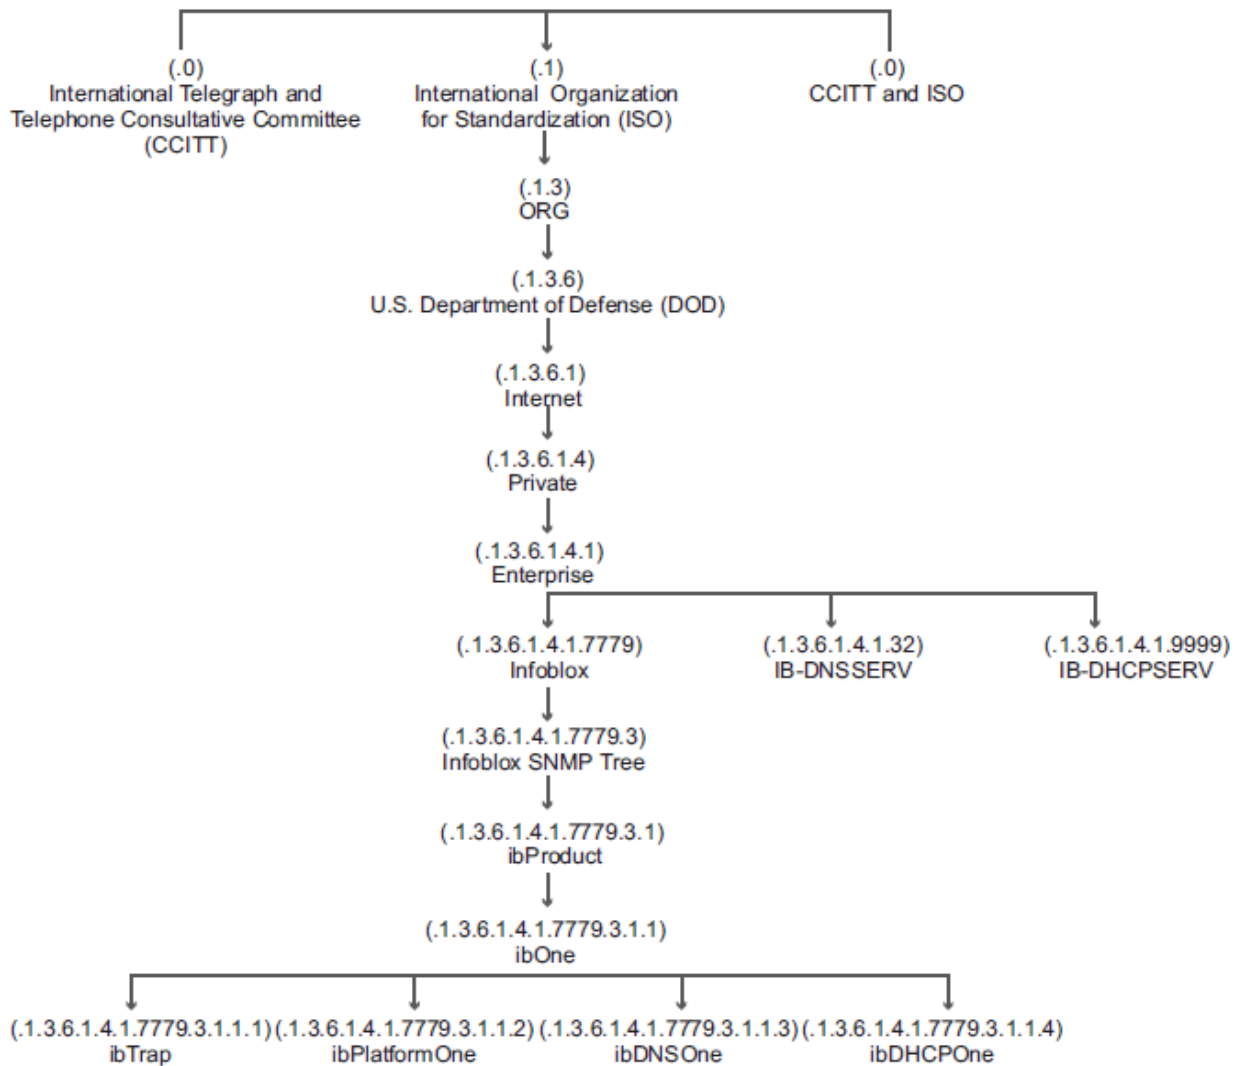 (.0)
International Telegraph and
Telephone Consultative Committee
(CCITT)
(.1)
International Organization
for Standardization (ISO)
(.0)
CCITT and ISO
(.1.3)
ORG
(.1.3.6)
U.S. Department of Defense (DOD)
(.1.3.6.1)
Internet
(.1.3.6.1.4)
Private
(.1.3.6.1.4.1)
Enterprise
(.1.3.6.1.4.1.7779)
Infoblox
(.1.3.6.1.4.1.32)
IB-DNSSERV
(.1.3.6.1.4.1.9999)
IB-DHCPSERV
(.1.3.6.1.4.1.7779.3)
Infoblox SNMP Tree
(.1.3.6.1.4.1.7779.3.1)
ibProduct
(.1.3.6.1.4.1.7779.3.1.1)
ibOne
(.1.3.6.1.4.1.7779.3.1.1.1)
ibTrap
(.1.3.6.1.4.1.7779.3.1.1.2)
ibPlatformOne
(.1.3.6.1.4.1.7779.3.1.1.3)
ibDNSOne
(.1.3.6.1.4.1.7779.3.1.1.4)
ibDHCPOne